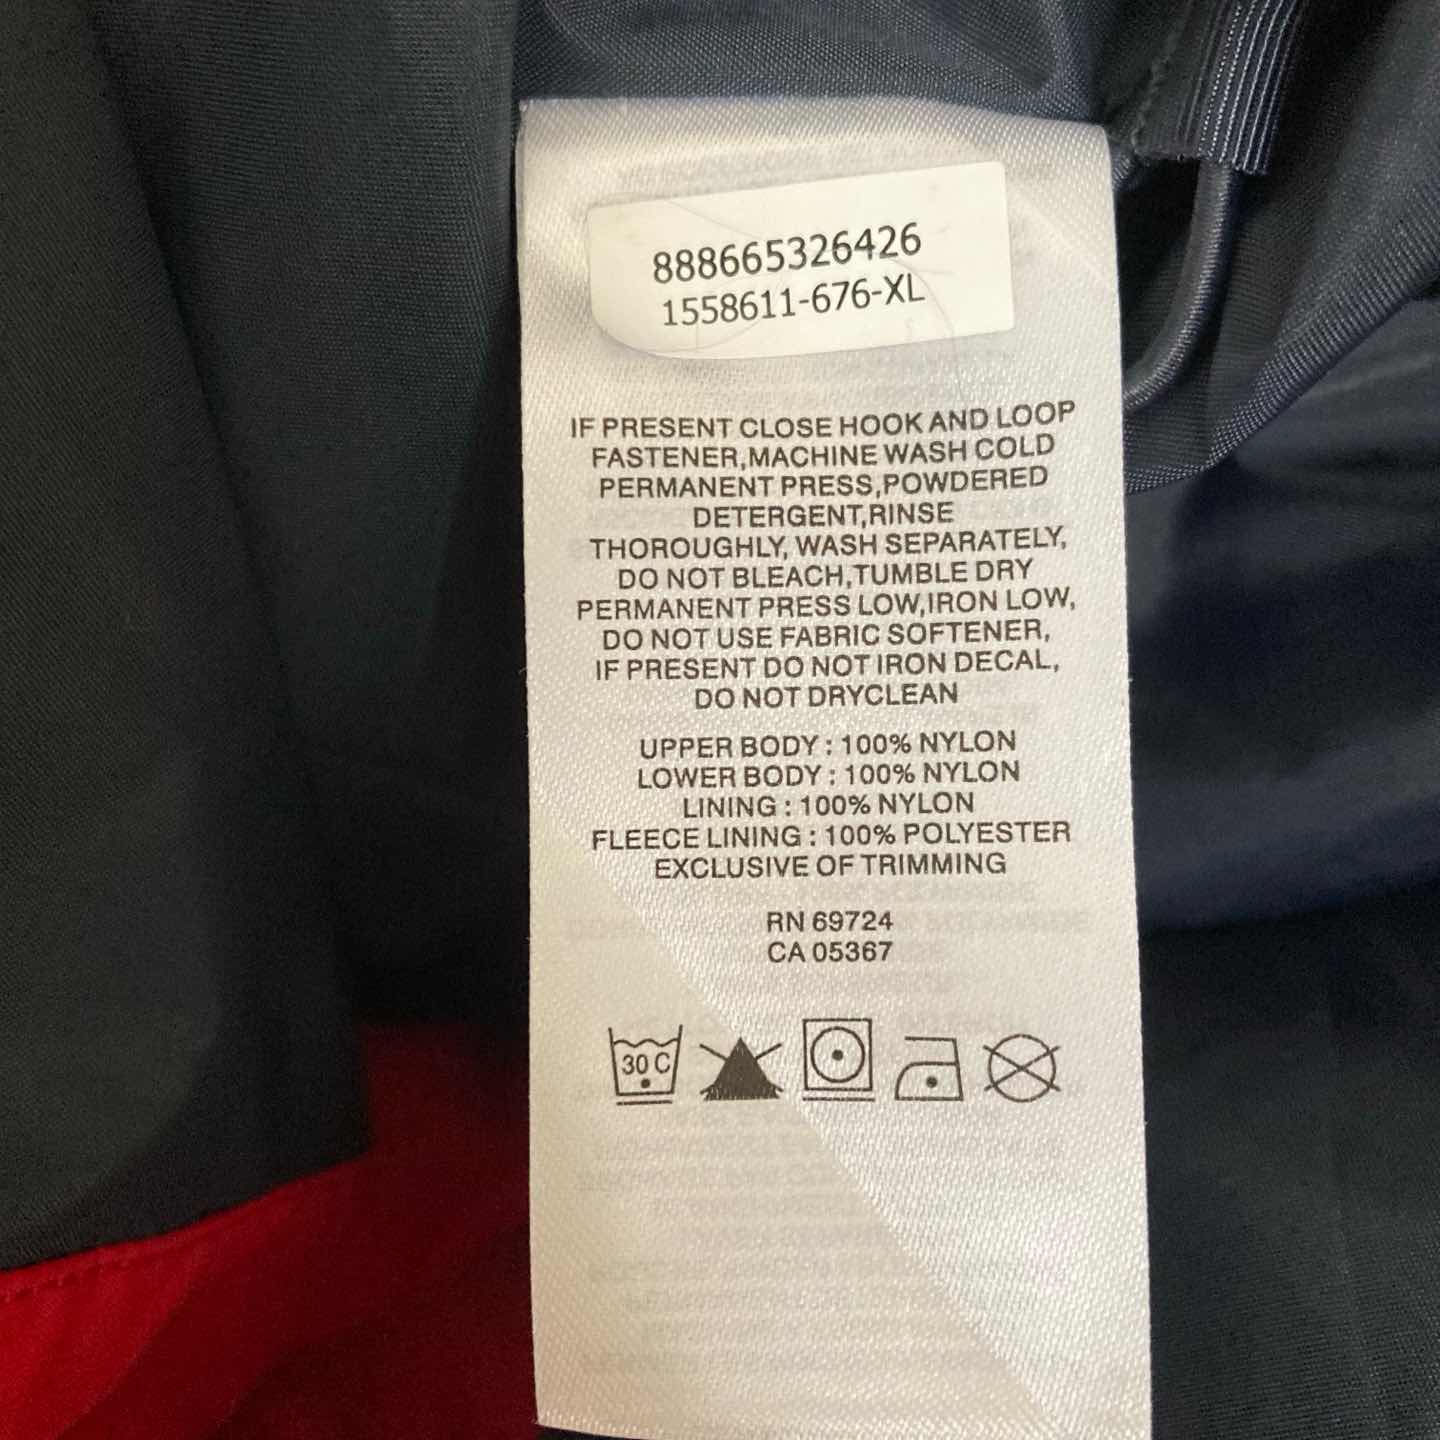 888665326426
1558611-676-XL
IF PRESENT CLOSE HOOK AND LOOP
FASTENER,MACHINE WASH COLD
PERMANENT PRESS,POWDERED
DETERGENT,RINSE
THOROUGHLY, WASH SEPARATELY,
DO NOT BLEACH,TUMBLE DRY
PERMANENT PRESS LOW,IRON LOW,
DO NOT USE FABRIC SOFTENER,
IF PRESENT DO NOT IRON DECAL,
DO NOT DRYCLEAN
UPPER BODY : 100% NYLON
LOWER BODY : 100% NYLON
LINING : 100% NYLON
FLEECE LINING : 100% POLYESTER
EXCLUSIVE OF TRIMMING
RN 69724
CA 05367
30 C